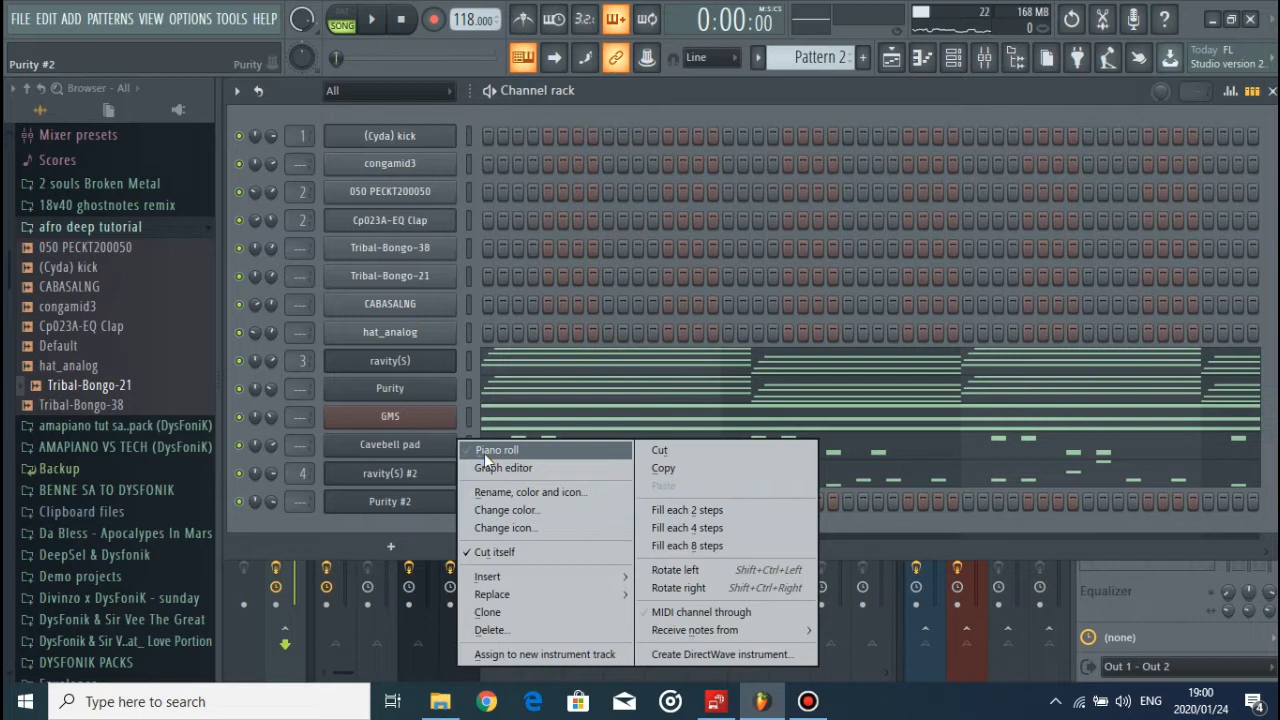 FILE EDIT ADD PATTERNS VIEW OPTIONS TOOLS HELP
SONG
118.000
3.2:
0:00:00
M:S:CS
22
168 MB
0
Purity #2
Purity
Line
Pattern 2
Today FL
Studio version 2..
Browser - All
All
Channel rack
Mixer presets
Scores
2 souls Broken Metal
18v40 ghostnotes remix
afro deep tutorial
050 PECKT200050
(Cyda) kick
CABASALNG
congamid3
Cp023A-EQ Clap
Default
hat_analog
Tribal-Bongo-21
Tribal-Bongo-38
amapiano tut sa..pack (DysFoniK)
AMAPIANO VS TECH (DysFoniK)
Backup
BENNE SA TO DYSFONIK
Clipboard files
Da Bless - Apocalypes In Mars
DeepSel & Dysfonik
Demo projects
Divinzo x DysFoniK - sunday
DysFonik & Sir Vee The Great
DysFonik & Sir V..at_ Love Portion
DYSFONIK PACKS
1 (Cyda) kick
--- congamid3
2 050 PECKT200050
2 Cp023A-EQ Clap
--- Tribal-Bongo-38
--- Tribal-Bongo-21
--- CABASALNG
--- hat_analog
3 ravity(S)
--- Purity
--- GMS
--- Cavebell pad
4 ravity(S) #2
--- Purity #2
+
Piano roll
Graph editor
Rename, color and icon...
Change color...
Change icon...
Cut itself
Insert
Replace
Clone
Delete...
Assign to new instrument track
Cut
Copy
Paste
Fill each 2 steps
Fill each 4 steps
Fill each 8 steps
Rotate left Shift+Ctrl+Left
Rotate right Shift+Ctrl+Right
MIDI channel through
Receive notes from
Create DirectWave instrument...
Equalizer
(none)
Out 1 - Out 2
Type here to search
ENG
19:00
2020/01/24
4